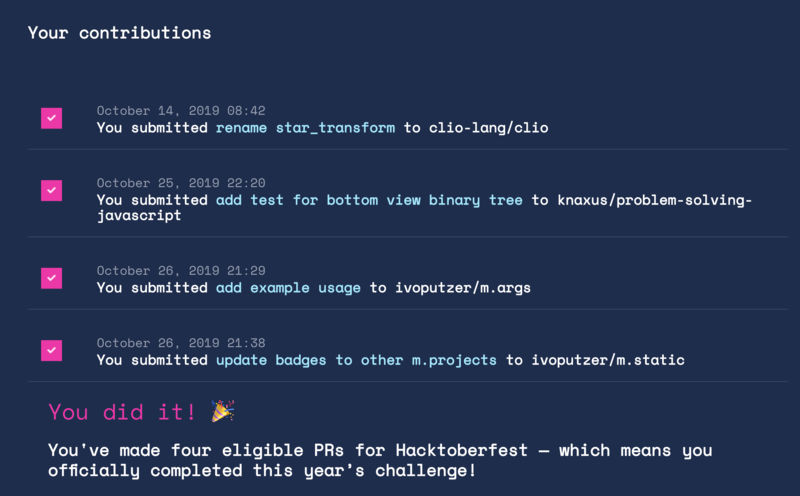 Your contributions
October 14, 2019 08:42
You submitted rename star_transform to clio-lang/clio
October 25, 2019 22:20
You submitted add test for bottom view binary tree to knaxus/problem-solving-
javascript
October 26, 2019 21:29
You submitted add example usage to ivoputzer/m.args
October 26, 2019 21:38
You submitted update badges to other m.projects to ivoputzer/m.static
You did it! 🎉
You've made four eligible PRs for Hacktoberfest — which means you
officially completed this year’s challenge!